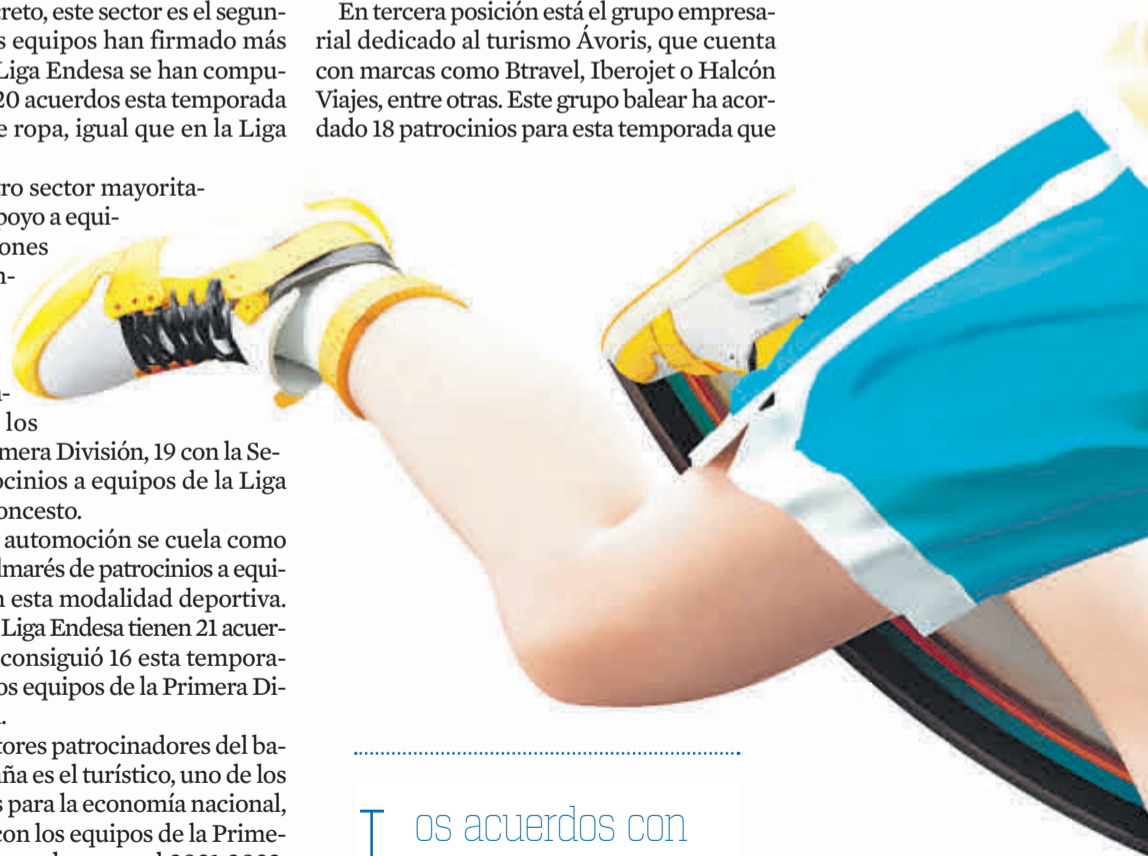 reto, este sector es el segun-
s equipos han firmado más
Liga Endesa se han compu-
20 acuerdos esta temporada
e ropa, igual que en la Liga
tro sector mayorita-
poyo a equi-
ones
n-
a-
los
mera División, 19 con la Se-
ocinios a equipos de la Liga
oncesto.
automoción se cuela como
lmarés de patrocinios a equi-
n esta modalidad deportiva.
Liga Endesa tienen 21 acuer-
consiguió 16 esta tempora-
os equipos de la Primera Di-
.
tores patrocinadores del ba-
aña es el turístico, uno de los
s para la economía nacional,
con los equipos de la Prime-
En tercera posición está el grupo empresa-
rial dedicado al turismo Ávoris, que cuenta
con marcas como Btravel, Iberojet o Halcón
Viajes, entre otras. Este grupo balear ha acor-
dado 18 patrocinios para esta temporada que
os acuerdos con